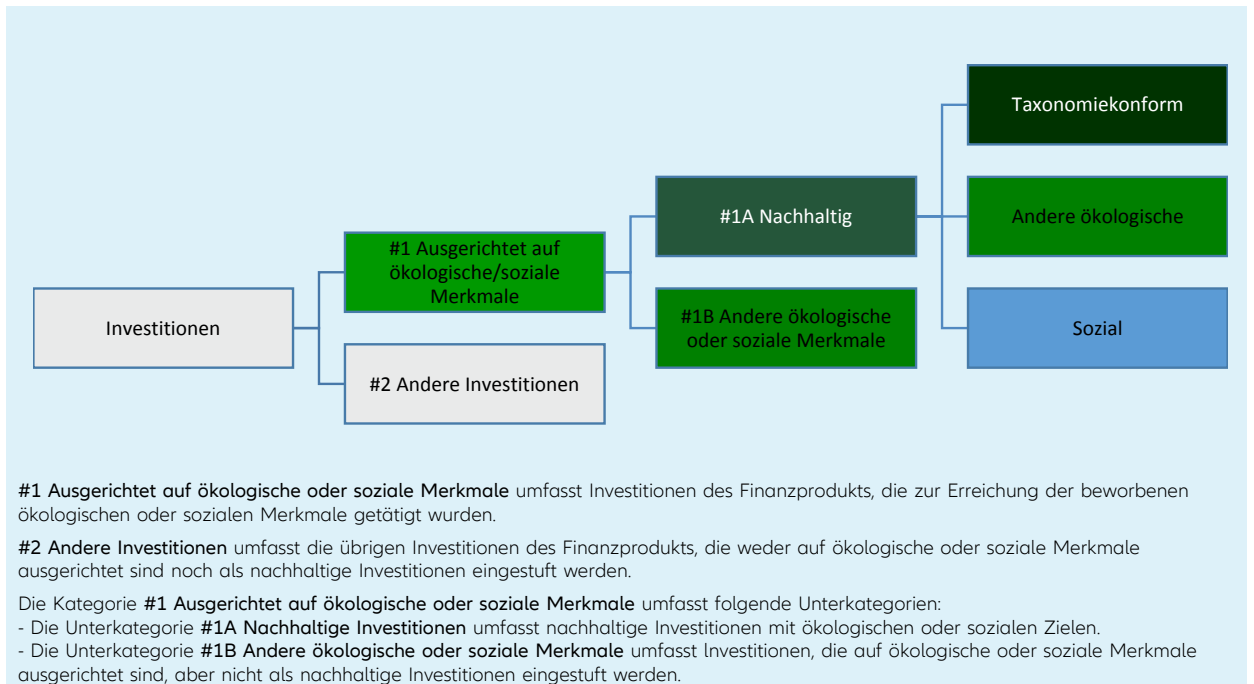 Taxonomiekonform
#1A Nachhaltig
Andere ökologische
#1 Ausgerichtet auf
ökologische/soziale
Merkmale
Investitionen
#1B Andere ökologische
oder soziale Merkmale
Sozial
#2 Andere Investitionen
#1 Ausgerichtet auf ökologische oder soziale Merkmale umfasst Investitionen des Finanzprodukts, die zur Erreichung der beworbenen
ökologischen oder sozialen Merkmale getätigt wurden.
#2 Andere Investitionen umfasst die übrigen Investitionen des Finanzprodukts, die weder auf ökologische oder soziale Merkmale
ausgerichtet sind noch als nachhaltige Investitionen eingestuft werden.
Die Kategorie #1 Ausgerichtet auf ökologische oder soziale Merkmale umfasst folgende Unterkategorien:
- Die Unterkategorie #1A Nachhaltige Investitionen umfasst nachhaltige Investitionen mit ökologischen oder sozialen Zielen.
- Die Unterkategorie #1B Andere ökologische oder soziale Merkmale umfasst lnvestitionen, die auf ökologische oder soziale Merkmale
ausgerichtet sind, aber nicht als nachhaltige Investitionen eingestuft werden.